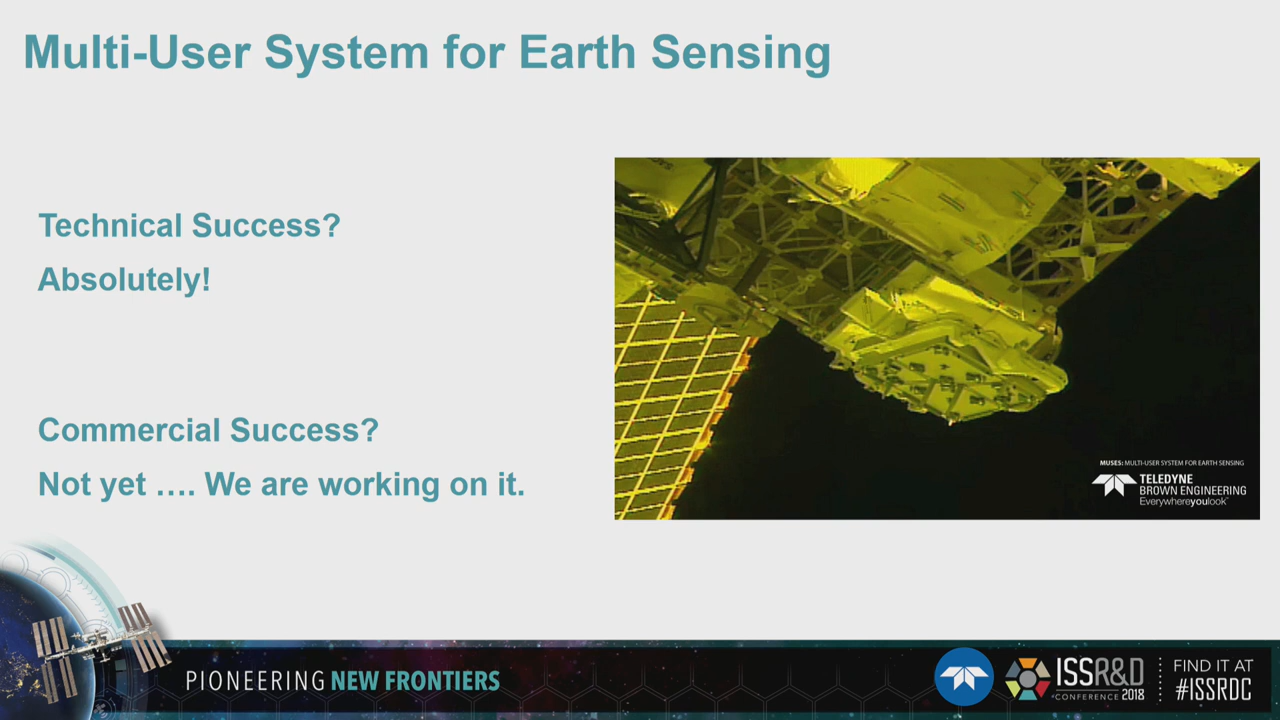 Multi-User System for Earth Sensing
Technical Success?
Absolutely!
Commercial Success?
Not yet .... We are working on it.
MUSES: MULTI-USER SYSTEM FOR EARTH SENSING
TELEDYNE
BROWN ENGINEERING
Everywhereyoulook™
PIONEERING NEW FRONTIERS
ISSR&D
CONFERENCE 2018
FIND IT AT
#ISSRDC